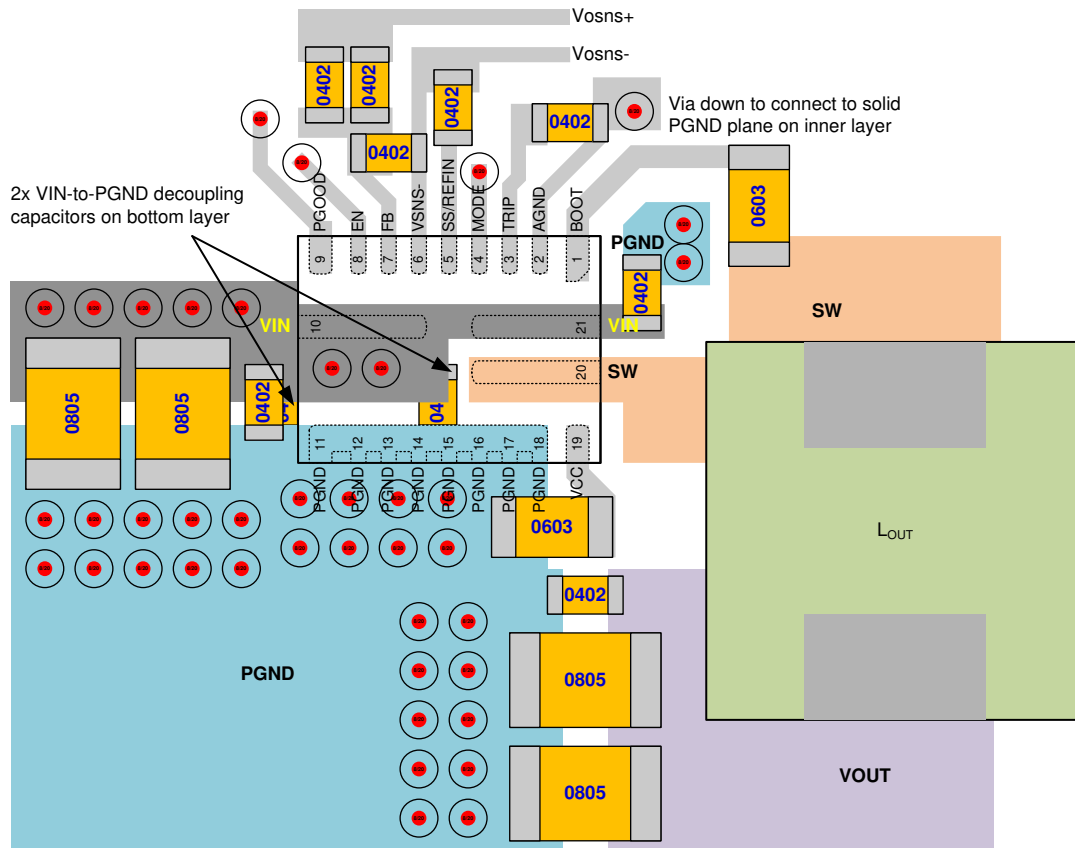 Vosns+
Vosns-
0402
0402
0402
0402
0402
Via down to connect to solid
PGND plane on inner layer
2x VIN-to-PGND decoupling
capacitors on bottom layer
PGOOD
EN
FB
VSNS-
SS/REFIN
MODE
TRIP
AGND
BOOT
0603
PGND
9
8
7
6
5
4
3
2
1
0402
SW
VIN
10
21
VIN
20
SW
0805
0805
0402
04
04
11
12
13
14
15
16
17
18
19
PGND
PGND
PGND
PGND
PGND
PGND
PGND
PGND
VCC
0603
LOUT
0402
PGND
0805
VOUT
0805